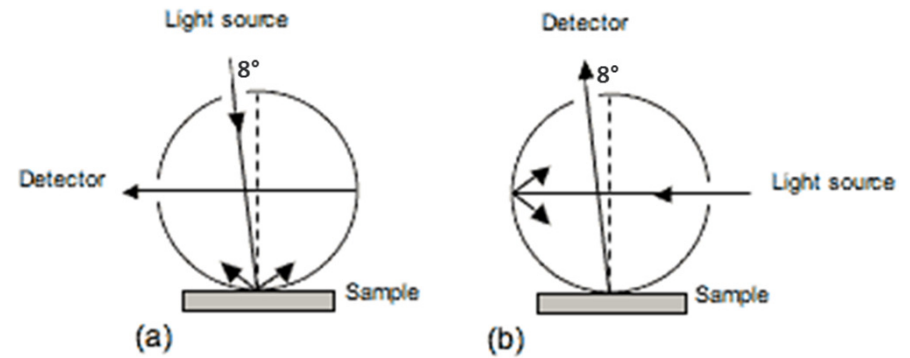 Light source
8°
Detector
Sample
(a)
Detector
8°
Light source
Sample
(b)